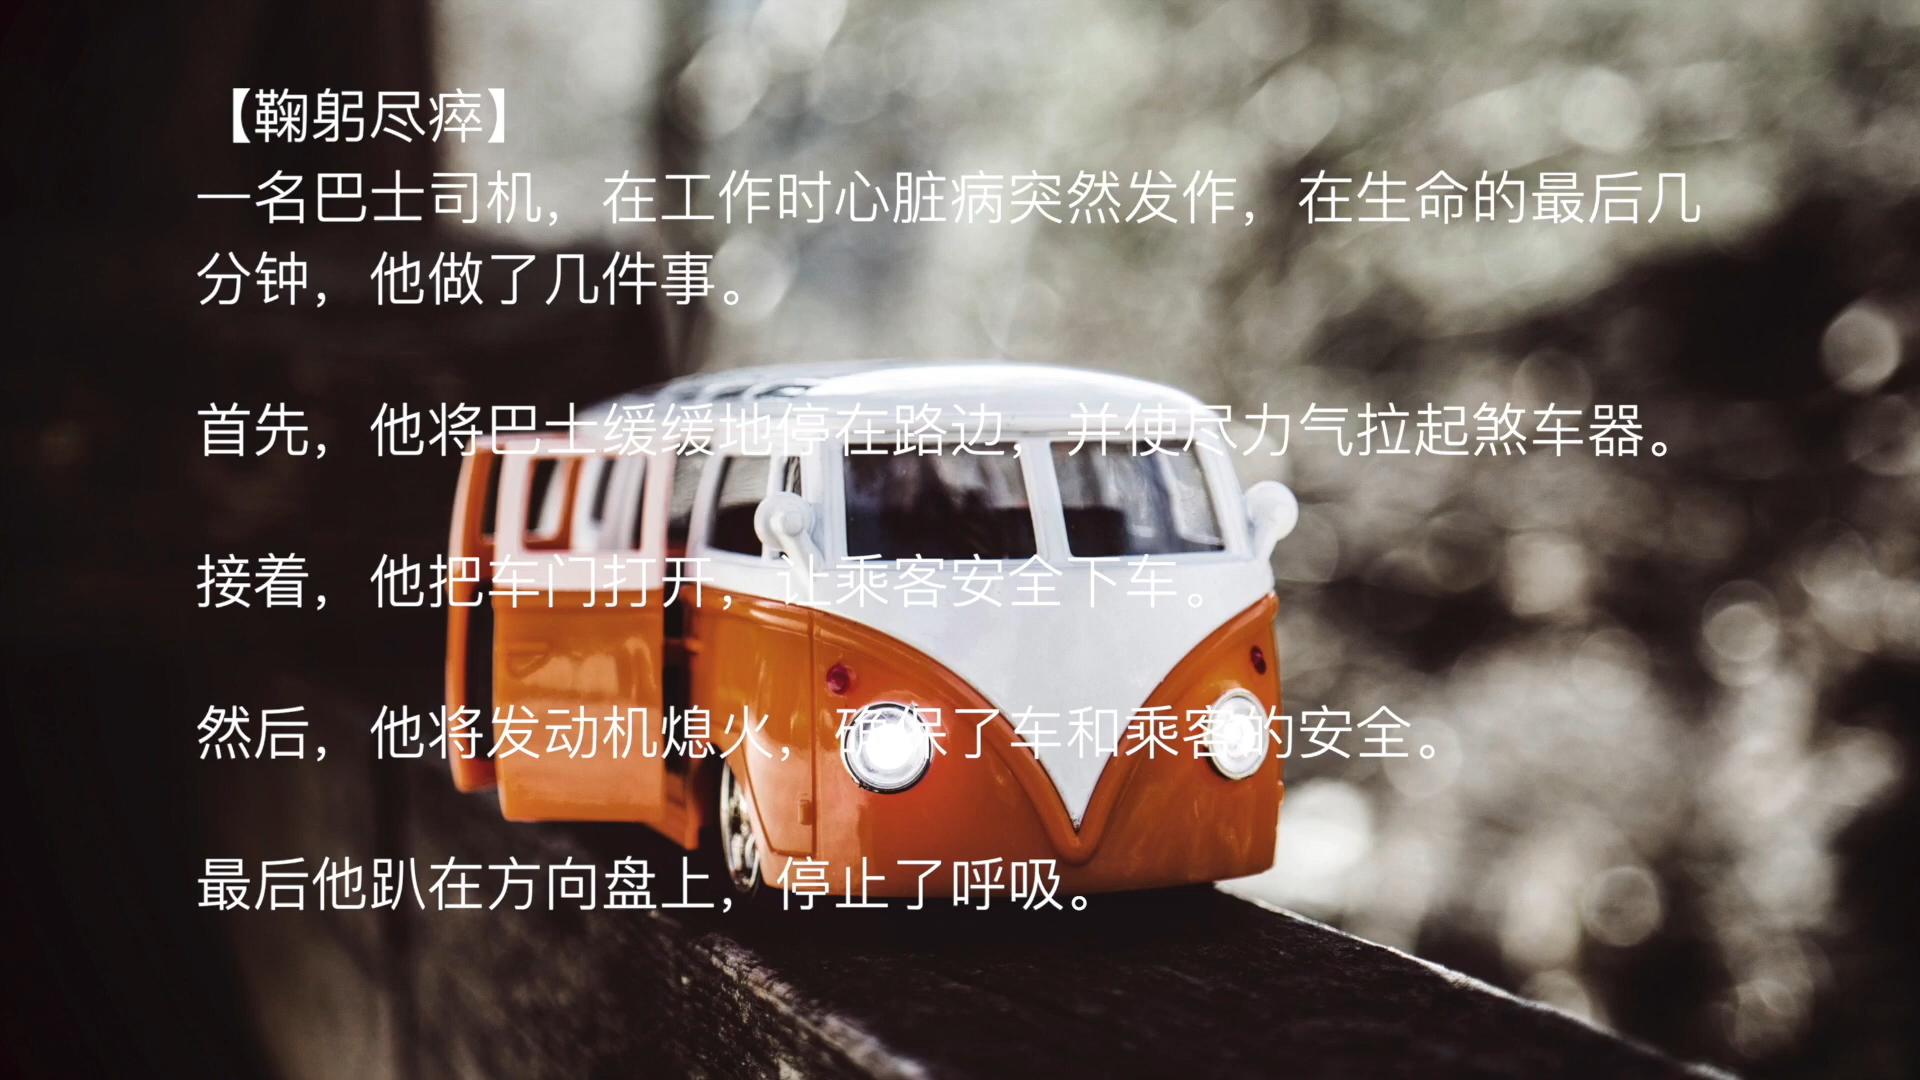 【鞠躬尽瘁】
一名巴士司机，在工作时心脏病突然发作，在生命的最后几
分钟，他做了几件事。
首先，他将巴士缓缓地停在路边，并使尽力气拉起煞车器。
接着，他把车门打开，让乘客安全下车。
然后，他将发动机熄火，确保了车和乘客的安全。
最后他趴在方向盘上，停止了呼吸。